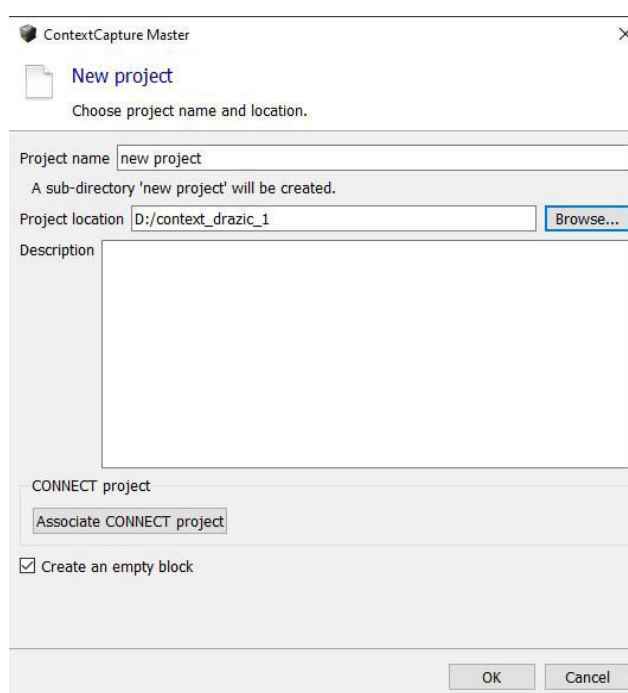 ContextCapture Master
New project
Choose project name and location.
Project name new project
A sub-directory 'new project' will be created.
Project location D:/context_drazic_1 Browse...
Description
CONNECT project
Associate CONNECT project
Create an empty block
OK Cancel